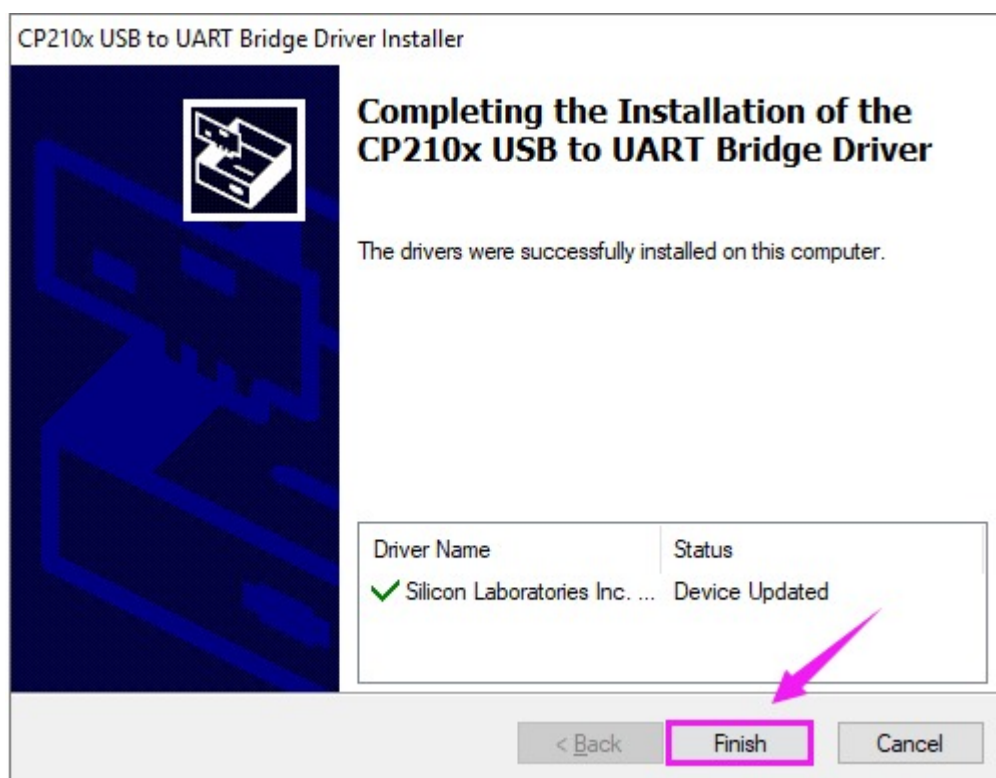 CP210x USB to UART Bridge Driver Installer
Completing the Installation of the
CP210x USB to UART Bridge Driver
The drivers were successfully installed on this computer.
Driver Name Status
Silicon Laboratories Inc. ... Device Updated
< Back Finish Cancel